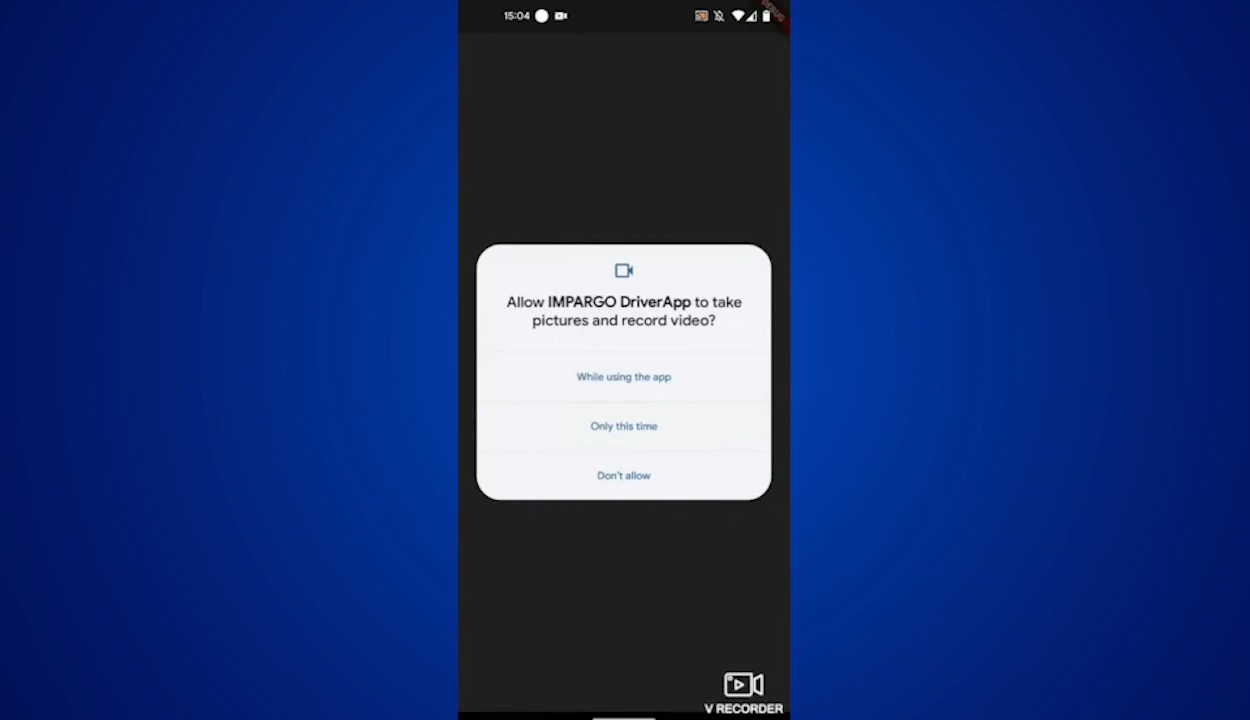 15:04
DEBUG
Allow IMPARGO DriverApp to take
pictures and record video?
While using the app
Only this time
Don't allow
V RECORDER